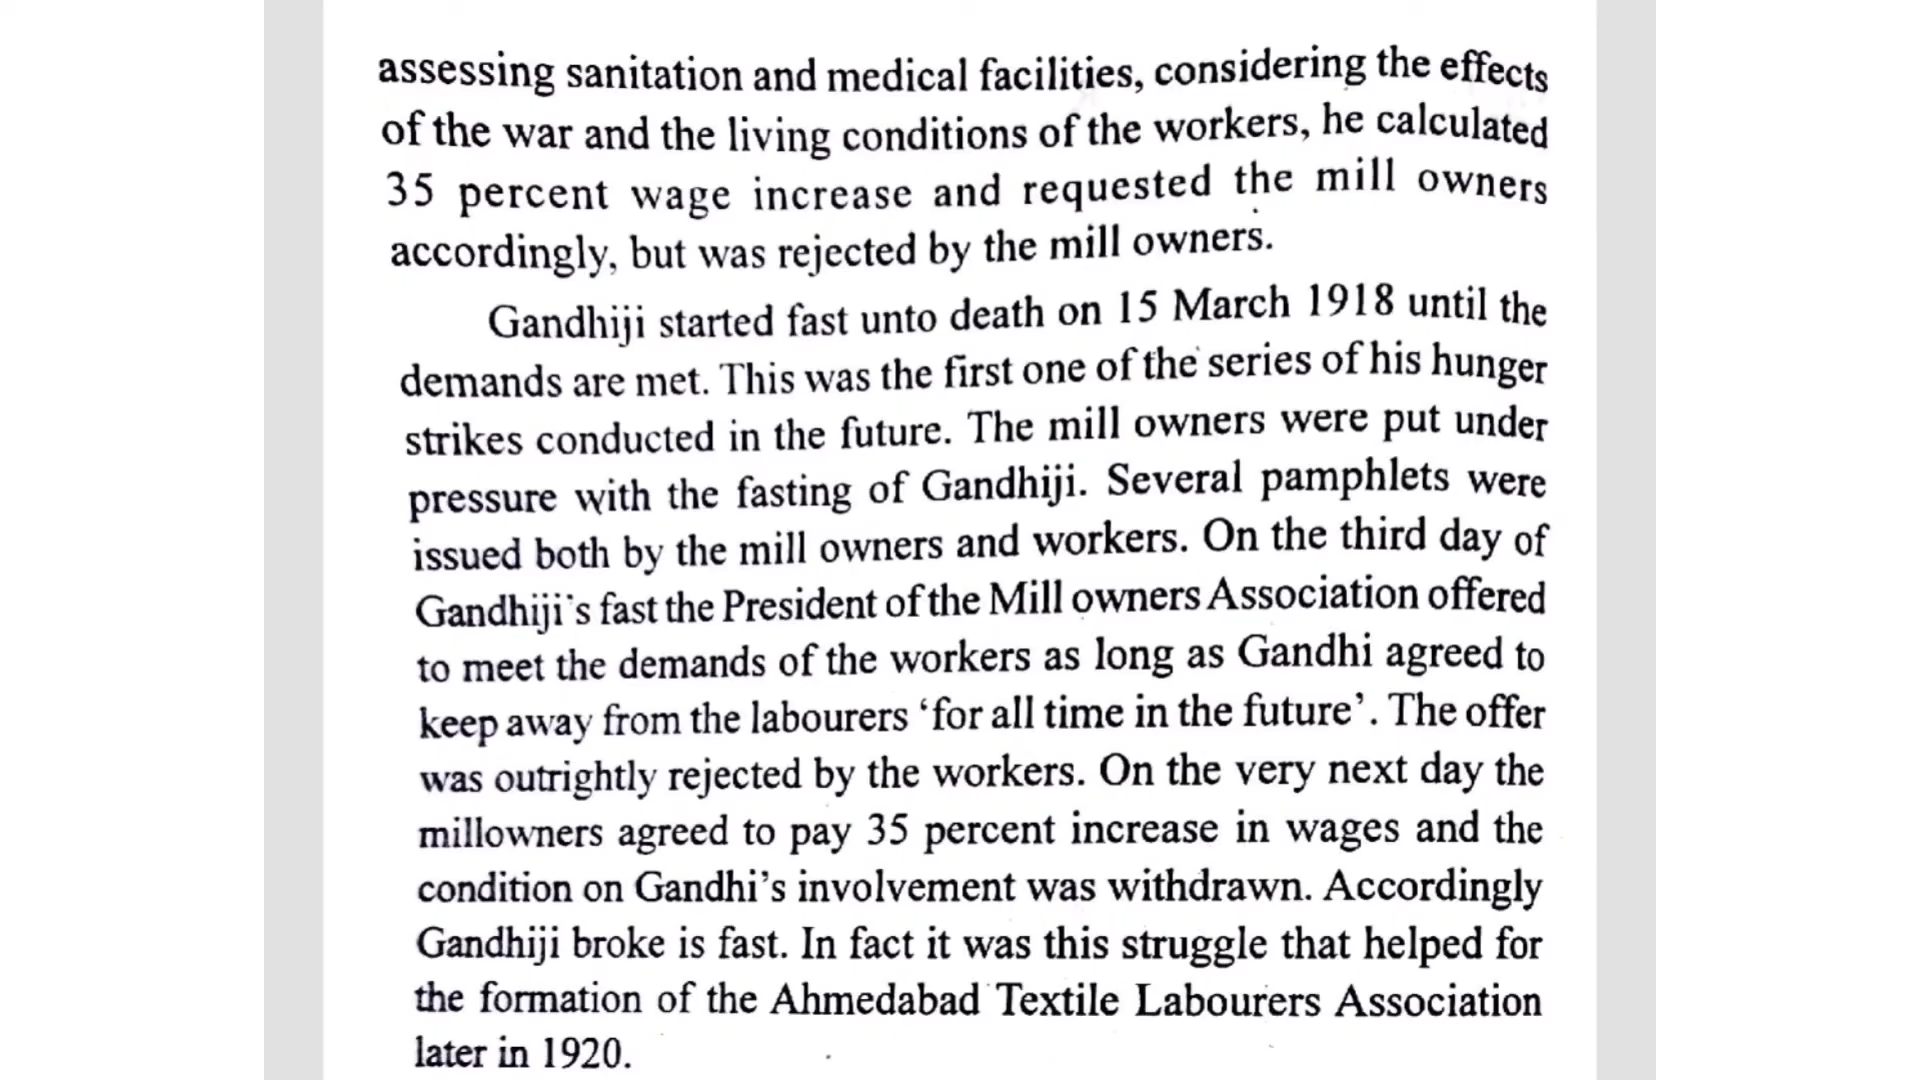 assessing sanitation and medical facilities, considering the effects
of the war and the living conditions of the workers, he calculated
35 percent wage increase and requested the mill owners
accordingly, but was rejected by the mill owners.
Gandhiji started fast unto death on 15 March 1918 until the
demands are met. This was the first one of the series of his hunger
strikes conducted in the future. The mill owners were put under
pressure with the fasting of Gandhiji. Several pamphlets were
issued both by the mill owners and workers. On the third day of
Gandhiji's fast the President of the Mill owners Association offered
to meet the demands of the workers as long as Gandhi agreed to
keep away from the labourers ‘for all time in the future’. The offer
was outrightly rejected by the workers. On the very next day the
millowners agreed to pay 35 percent increase in wages and the
condition on Gandhi’s involvement was withdrawn. Accordingly
Gandhiji broke is fast. In fact it was this struggle that helped for
the formation of the Ahmedabad Textile Labourers Association
later in 1920.